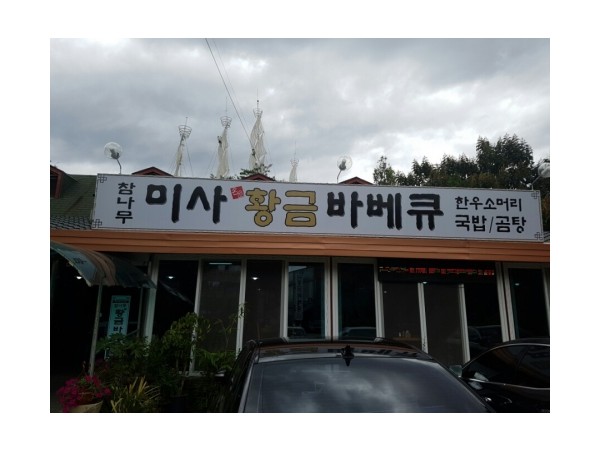 참나무
미사 황금 바베큐
한우소머리
국밥/곰탕